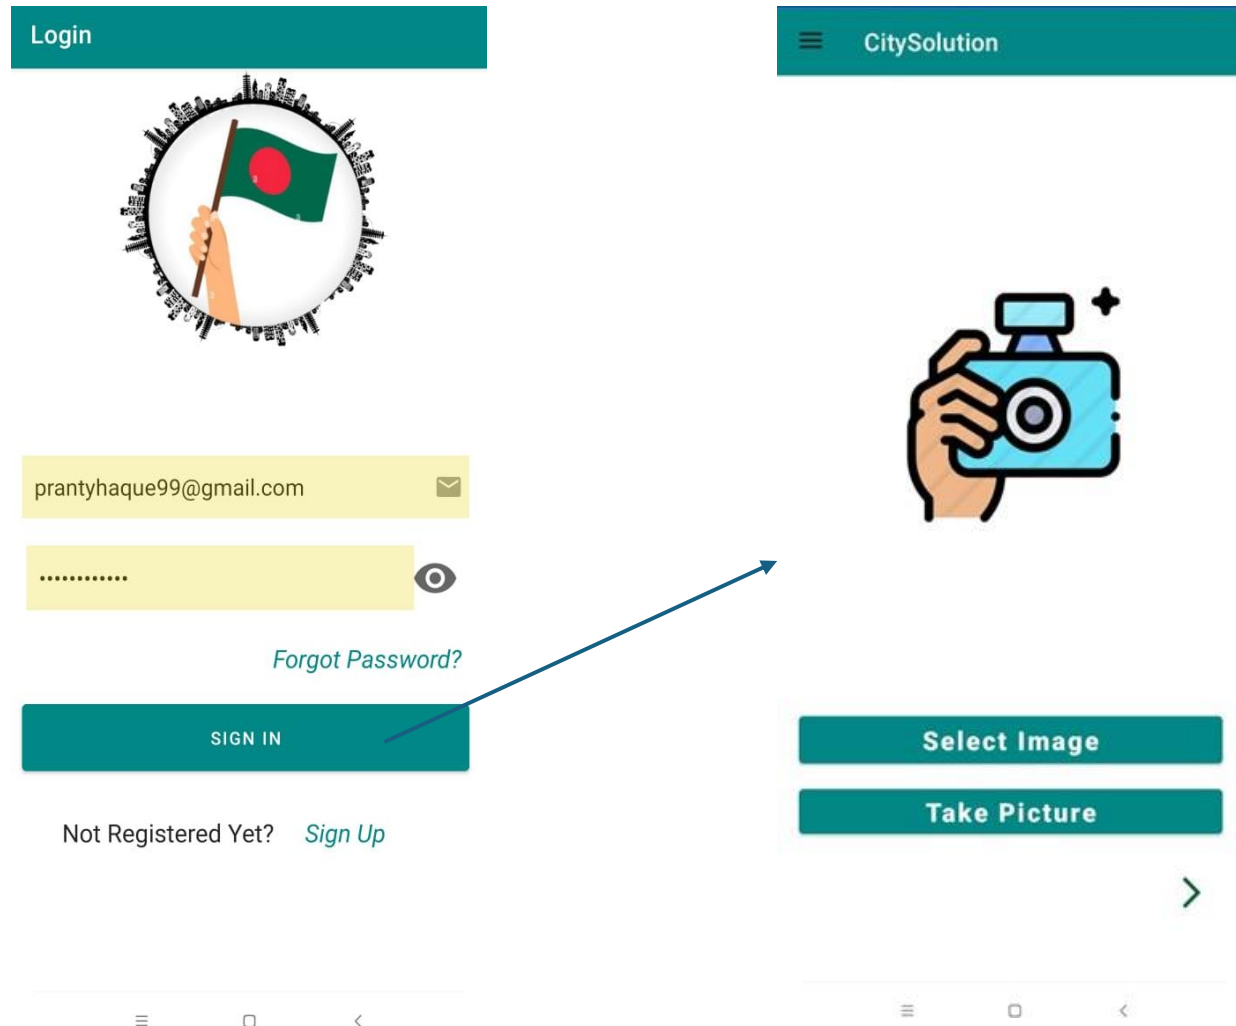 Login
prantyhaque99@gmail.com
••••••••••••
Forgot Password?
SIGN IN
Not Registered Yet? Sign Up
CitySolution
Select Image
Take Picture